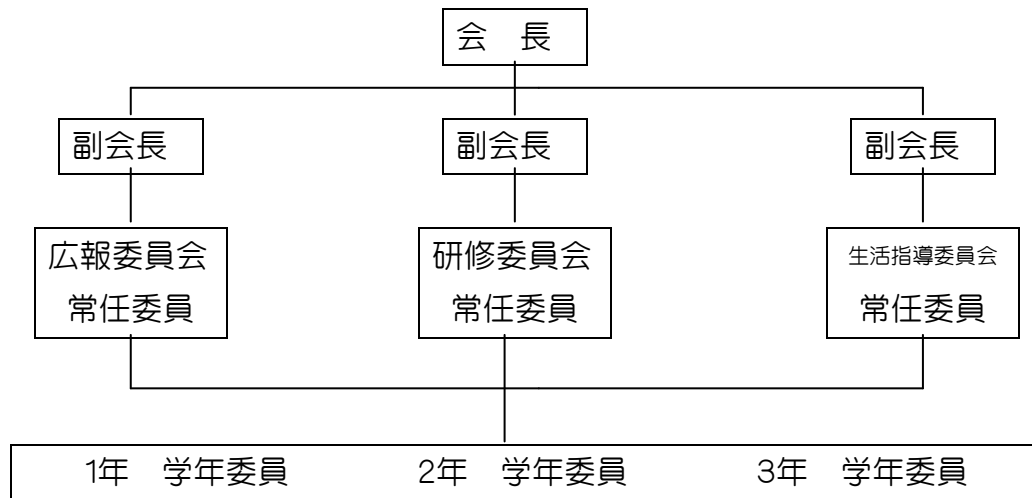 会　長
副会長
副会長
副会長
広報委員会
常任委員
研修委員会
常任委員
生活指導委員会
常任委員
1年　学年委員
2年　学年委員
3年　学年委員